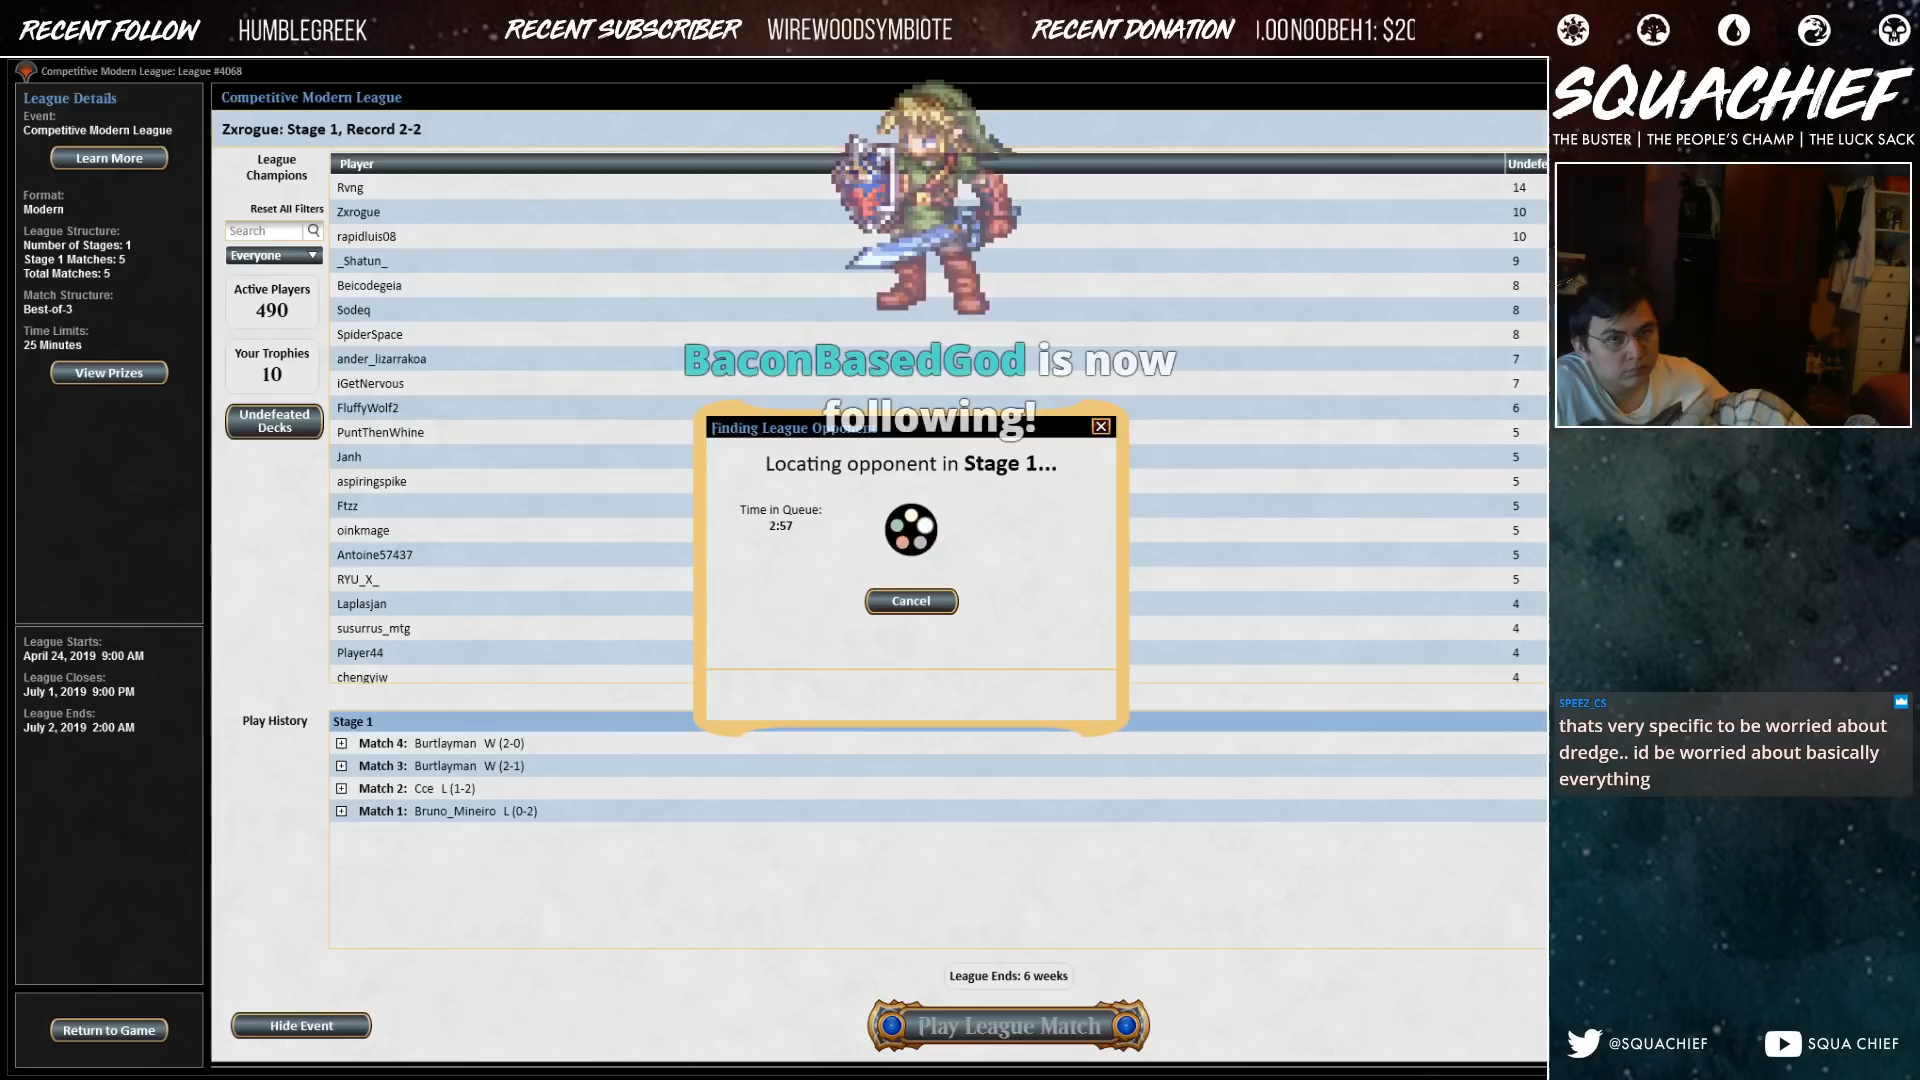 RECENT FOLLOW HUMBLEGREEK RECENT SUBSCRIBER WIREWOODSYMBIOTE RECENT DONATION .00NOOBEH1: $20
SQUACHIEF
THE BUSTER | THE PEOPLE'S CHAMP | THE LUCK SACK
Competitive Modern League: League #4068
League Details
Event:
Competitive Modern League
Learn More
Format:
Modern
League Structure:
Number of Stages: 1
Stage 1 Matches: 5
Total Matches: 5
Match Structure:
Best-of-3
Time Limits:
25 Minutes
View Prizes
League Starts:
April 24, 2019 9:00 AM
League Closes:
July 1, 2019 9:00 PM
League Ends:
July 2, 2019 2:00 AM
Return to Game
Competitive Modern League
Zxrogue: Stage 1, Record 2-2
League
Champions
Reset All Filters
Search
Everyone
Active Players
490
Your Trophies
10
Undefeated
Decks
Player Undefe
Rvng 14
Zxrogue 10
rapidluis08 10
_Shatun_ 9
Beicodegeia 8
Sodeq 8
SpiderSpace 8
ander_lizarrakoa 7
iGetNervous 7
FluffyWolf2 6
PuntThenWhine 5
Janh 5
aspiringspike 5
Ftzz 5
oinkmage 5
Antoine57437 5
RYU_X_ 5
Laplasjan 4
susurrus_mtg 4
Player44 4
chengyiw 4
BaconBasedGod is now
following!
Finding League Opponent
Locating opponent in Stage 1...
Time in Queue:
2:57
Cancel
Play History
Stage 1
Match 4: Burtlayman W (2-0)
Match 3: Burtlayman W (2-1)
Match 2: Cce L (1-2)
Match 1: Bruno_Mineiro L (0-2)
League Ends: 6 weeks
Hide Event
Play League Match
SPEEZ_CS
thats very specific to be worried about
dredge.. id be worried about basically
everything
@SQUACHIEF SQUA CHIEF